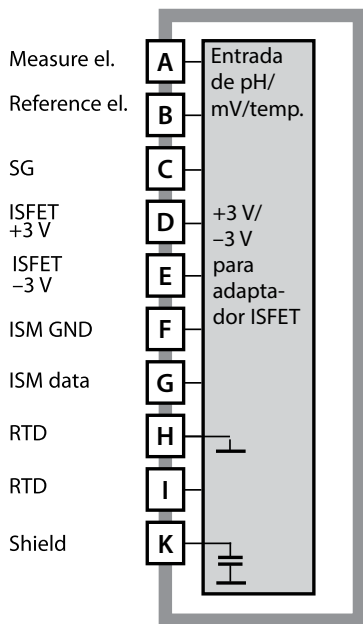 Measure el.
A
Entrada
de pH/
mV/temp.
Reference el.
B
SG
C
ISFET
+3 V
D
+3 V/
–3 V
para
adapta-
dor ISFET
ISFET
–3 V
E
ISM GND
F
ISM data
G
RTD
H
RTD
I
Shield
K